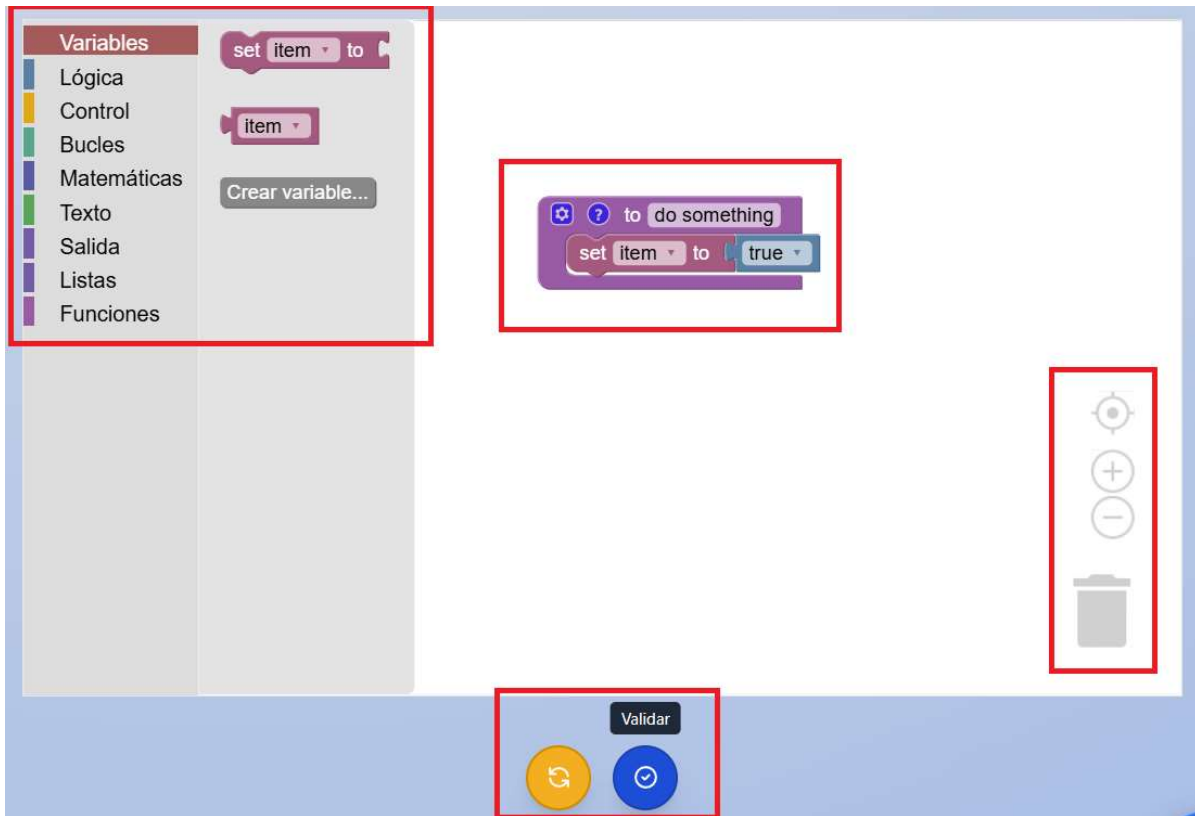 Variables
Lógica
Control
Bucles
Matemáticas
Texto
Salida
Listas
Funciones
set item to
item
Crear variable...
? to do something
set item to true
Validar